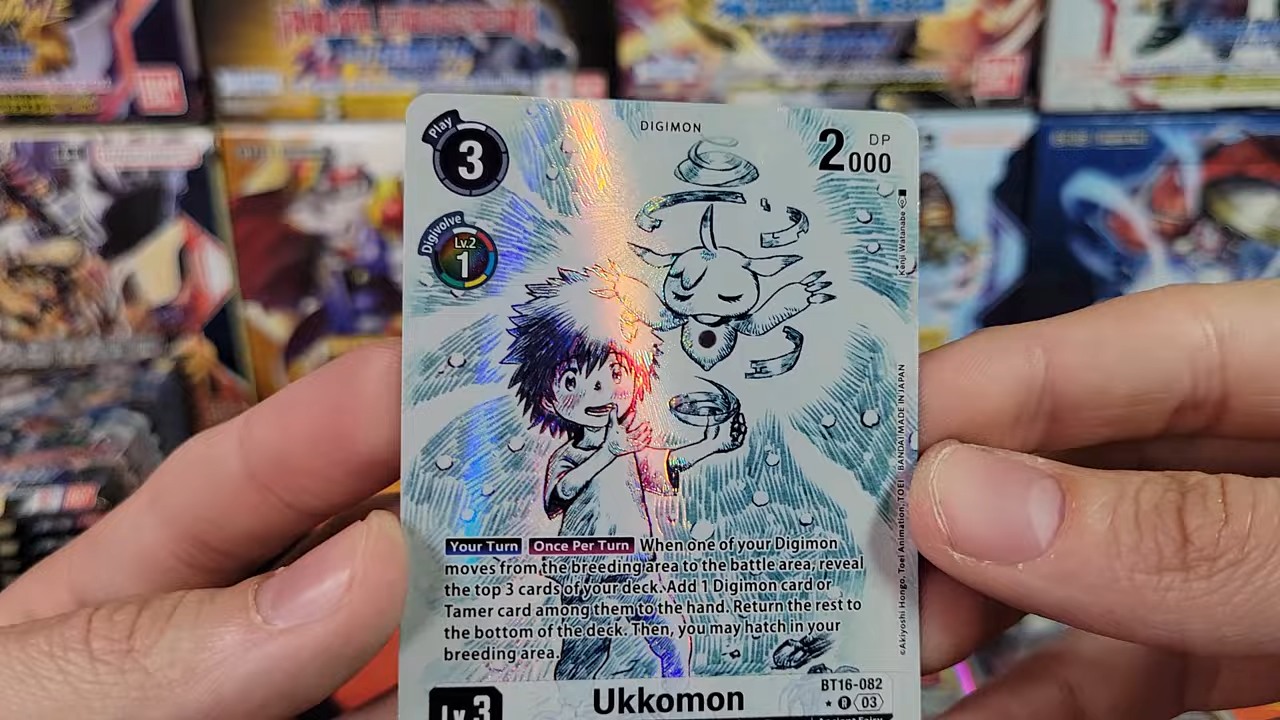 Play
3
DIGIMON
2000
DP
Digivolve
Lv.2
1
Kenji Watanabe
©Akiyoshi Hongo, Toei Animation, TOEI BANDAI MADE IN JAPAN
Your Turn Once Per Turn When one of your Digimon
moves from the breeding area to the battle area, reveal
the top 3 cards of your deck. Add 1 Digimon card or
Tamer card among them to the hand. Return the rest to
the bottom of the deck. Then, you may hatch in your
breeding area.
BT16-082
R 03
Lv.3
Ukkomon
Ancient Fairy